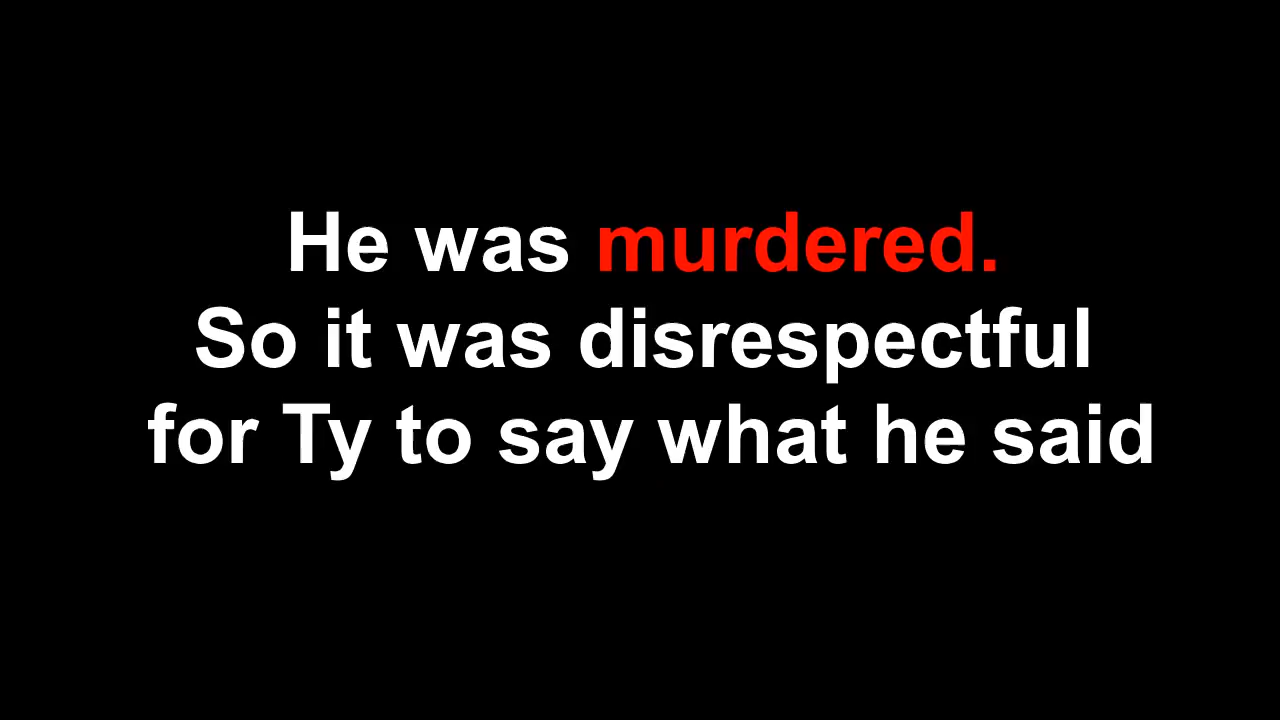 He was murdered.
So it was disrespectful
for Ty to say what he said